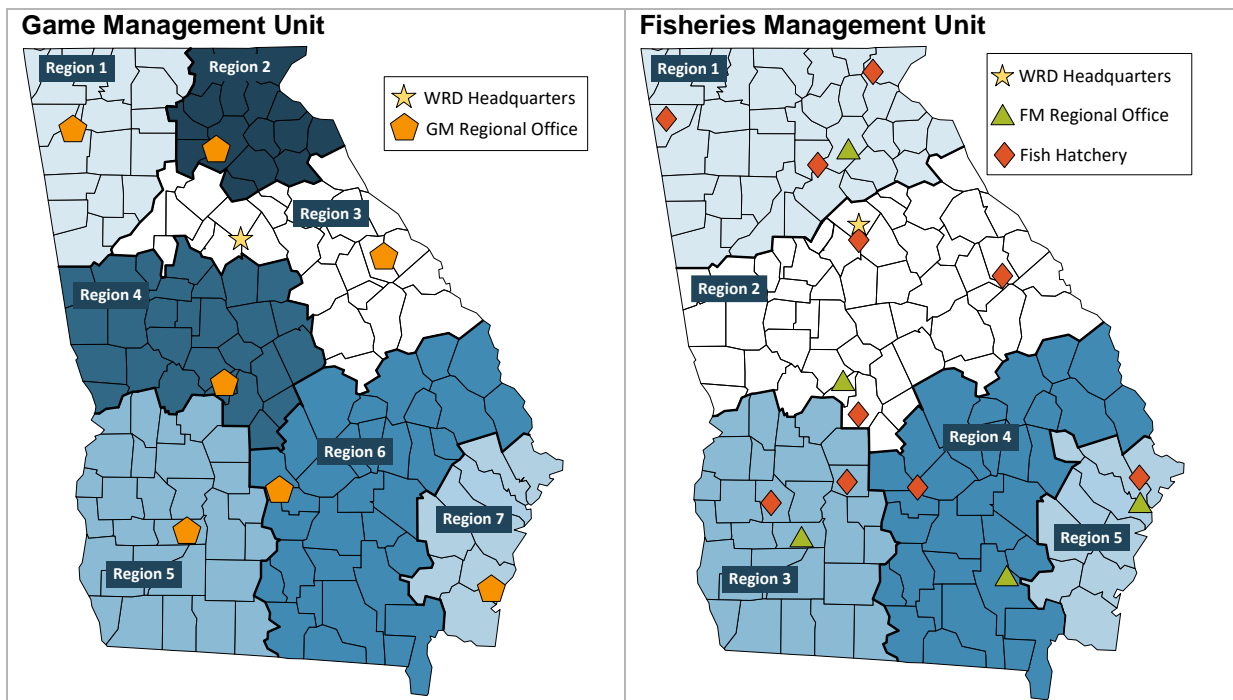 Game Management Unit
Region 1
Region 2
WRD Headquarters
GM Regional Office
Region 3
Region 4
Region 6
Region 7
Region 5
Fisheries Management Unit
Region 1
WRD Headquarters
FM Regional Office
Fish Hatchery
Region 2
Region 4
Region 5
Region 3